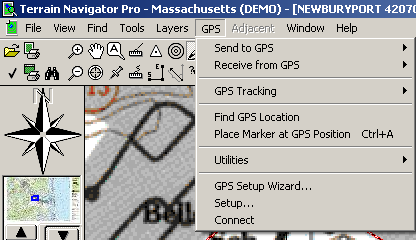 Terrain Navigator Pro - Massachusetts (DEMO) - [NEWBURYPORT 4207
File View Find Tools Layers GPS Adjacent Window Help
Send to GPS
Receive from GPS
GPS Tracking
Find GPS Location
Place Marker at GPS Position Ctrl+A
Utilities
GPS Setup Wizard...
Setup...
Connect
13
Bella